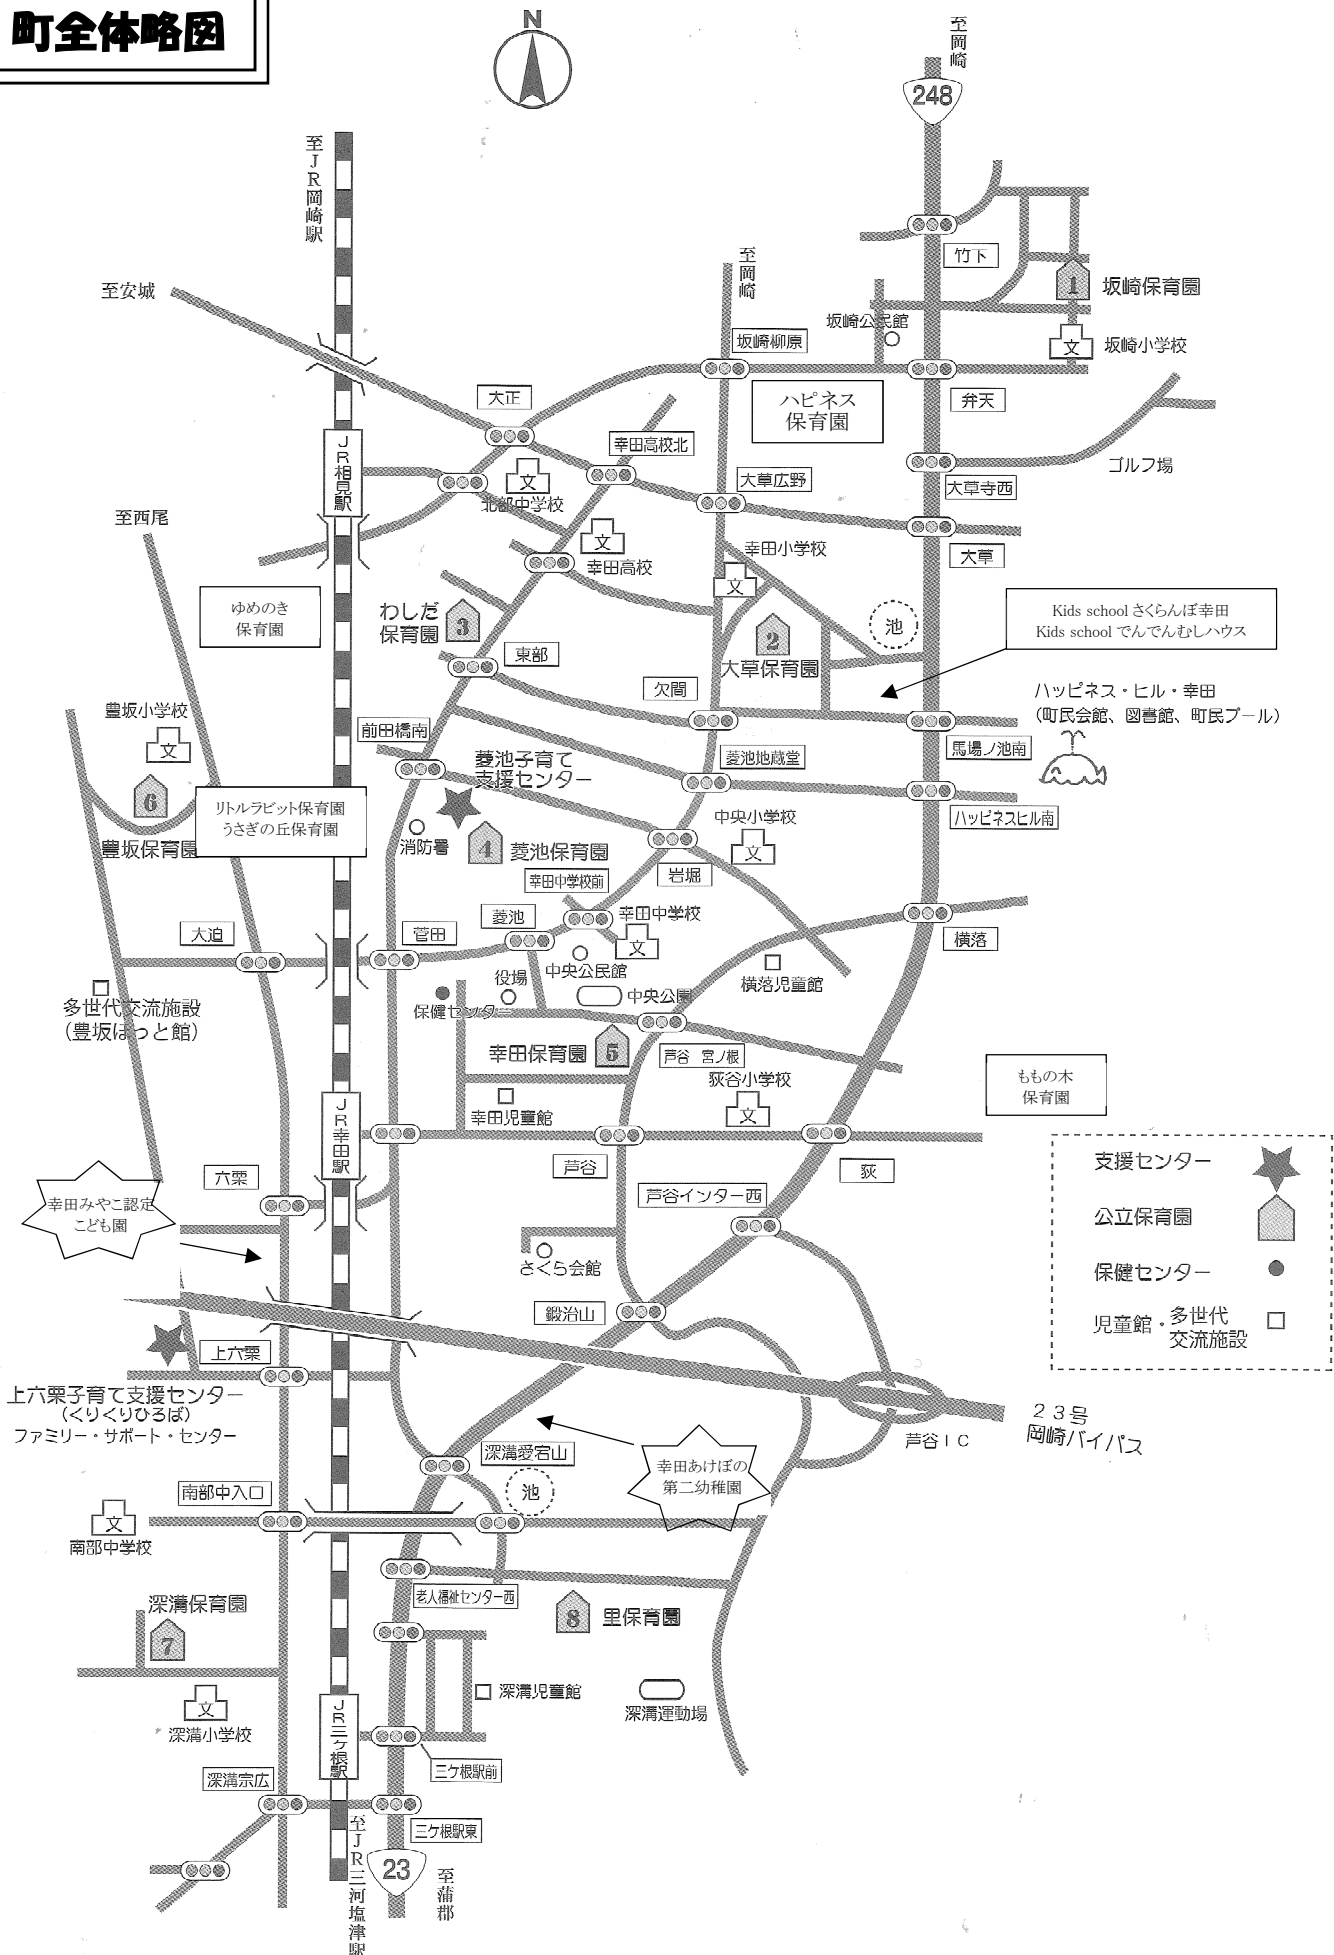 町全体略図
N
至岡崎
248
至JR岡崎駅
至安城
至岡崎
竹下
1
坂崎保育園
坂崎公民館
坂崎柳原
文
坂崎小学校
大正
ハピネス
保育園
弁天
幸田高校北
JR相見駅
文
北部中学校
大草広野
大草寺西
ゴルフ場
至西尾
文
幸田高校
幸田小学校
文
大草
ゆめのき
保育園
わしだ
保育園
3
2
大草保育園
池
Kids school さくらんぼ幸田
Kids school でんでんむしハウス
東部
欠間
ハッピネス・ヒル・幸田
(町民会館、図書館、町民プール)
豊坂小学校
文
前田橋南
菱池子育て
支援センター
菱池地蔵堂
馬場ノ池南
6
豊坂保育園
リトルラビット保育園
うさぎの丘保育園
消防署
4
菱池保育園
中央小学校
文
ハッピネスヒル南
幸田中学校前
岩堀
大迫
菅田
菱池
幸田中学校
文
横落
多世代交流施設
(豊坂ほっと館)
保健センター
役場
中央公民館
中央公園
横落児童館
幸田保育園
5
芦谷 宮ノ根
荻谷小学校
文
ももの木
保育園
幸田児童館
JR幸田駅
芦谷
荻
六栗
芦谷インター西
幸田みやこ認定
こども園
さくら会館
支援センター
公立保育園
保健センター
児童館・多世代
交流施設
鍛治山
上六栗
上六栗子育て支援センター
(くりくりひろば)
ファミリー・サポート・センター
芦谷IC
23号
岡崎バイパス
深溝愛宕山
幸田あけぼの
第二幼稚園
池
南部中入口
文
南部中学校
老人福祉センター西
深溝保育園
7
8
里保育園
文
深溝小学校
深溝児童館
深溝運動場
JR三ケ根駅
三ケ根駅前
深溝宗広
三ケ根駅東
至JR三河塩津駅
23
至蒲郡